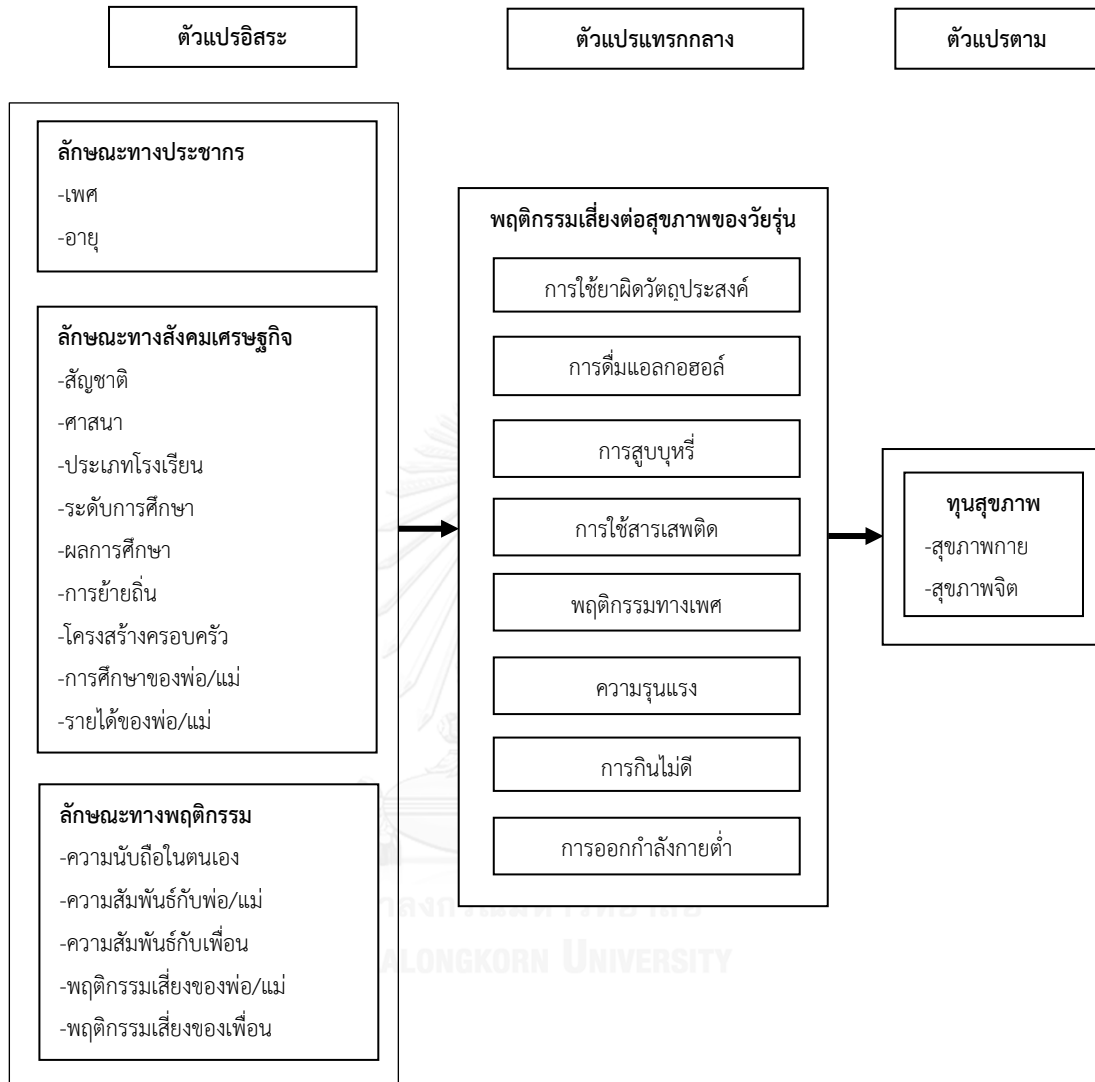 ตัวแปรอิสระ
ตัวแปรแทรกกลาง
ตัวแปรตาม
ลักษณะทางประชากร
-เพศ
-อายุ
ลักษณะทางสังคมเศรษฐกิจ
-สัญชาติ
-ศาสนา
-ประเภทโรงเรียน
-ระดับการศึกษา
-ผลการศึกษา
-การย้ายถิ่น
-โครงสร้างครอบครัว
-การศึกษาของพ่อ/แม่
-รายได้ของพ่อ/แม่
ลักษณะทางพฤติกรรม
-ความนับถือในตนเอง
-ความสัมพันธ์กับพ่อ/แม่
-ความสัมพันธ์กับเพื่อน
-พฤติกรรมเสี่ยงของพ่อ/แม่
-พฤติกรรมเสี่ยงของเพื่อน
พฤติกรรมเสี่ยงต่อสุขภาพของวัยรุ่น
การใช้ยาผิดวัตถุประสงค์
การดื่มแอลกอฮอล์
การสูบบุหรี่
การใช้สารเสพติด
พฤติกรรมทางเพศ
ความรุนแรง
การกินไม่ดี
การออกกำลังกายต่ำ
ทุนสุขภาพ
-สุขภาพกาย
-สุขภาพจิต
ALONGKORN UNIVERSITY